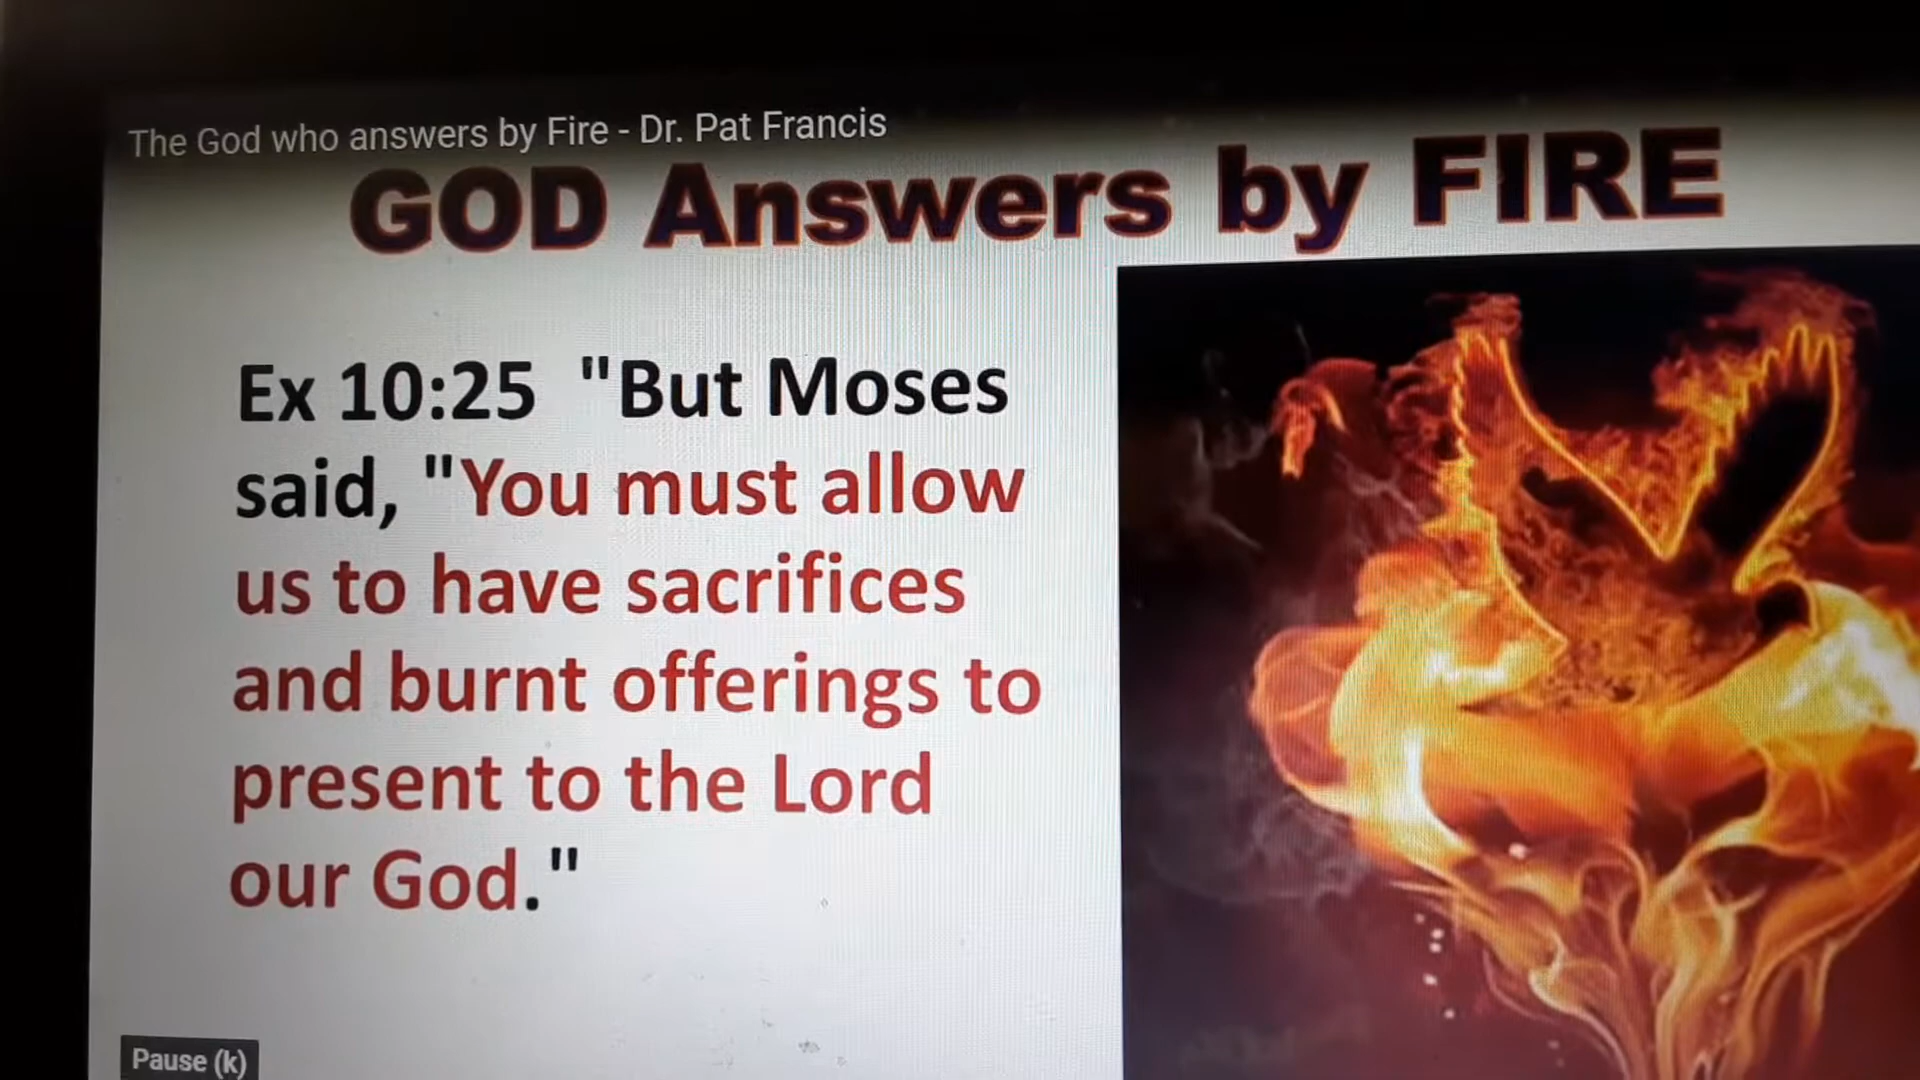 The God who answers by Fire - Dr. Pat Francis
GOD Answers by FIRE
Ex 10:25 "But Moses
said, "You must allow
us to have sacrifices
and burnt offerings to
present to the Lord
our God."
Pause (k)